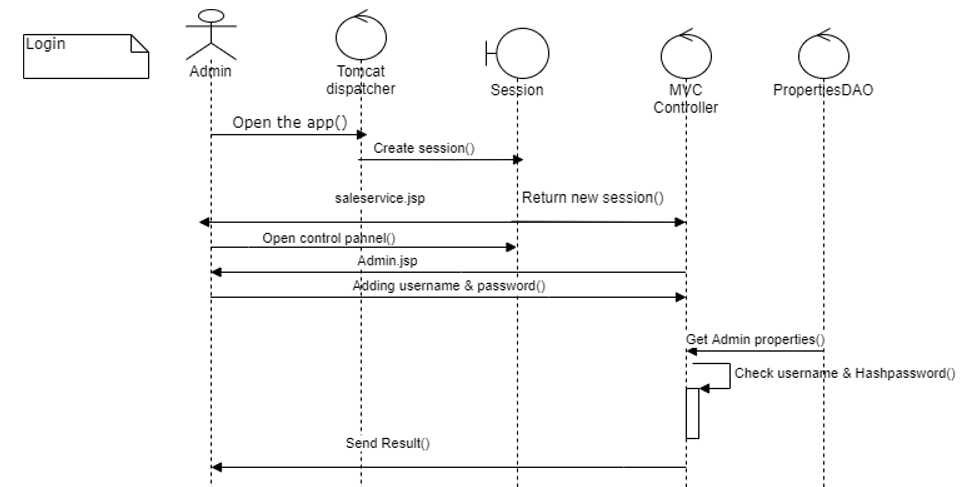 Login
Admin
Tomcat
dispatcher
Session
MVC
Controller
PropertiesDAO
Open the app()
Create session()
saleservice.jsp
Return new session()
Open control pahnel()
Admin.jsp
Adding username & password()
Get Admin properties()
Check username & Hashpassword()
Send Result()